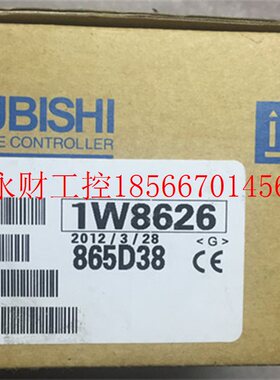 UBISHI
E CONTROLLER
永财工控18566701456
1W8626
2012/3/28 <G>
865D38 CE